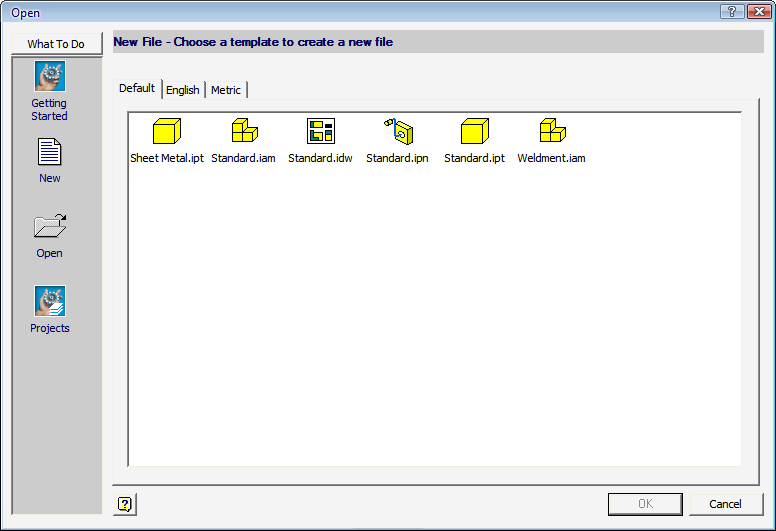 Open
What To Do
New File - Choose a template to create a new file
Getting
Started
New
Open
Projects
Default English Metric
Sheet Metal.ipt Standard.iam Standard.idw Standard.ipn Standard.ipt Weldment.iam
OK Cancel